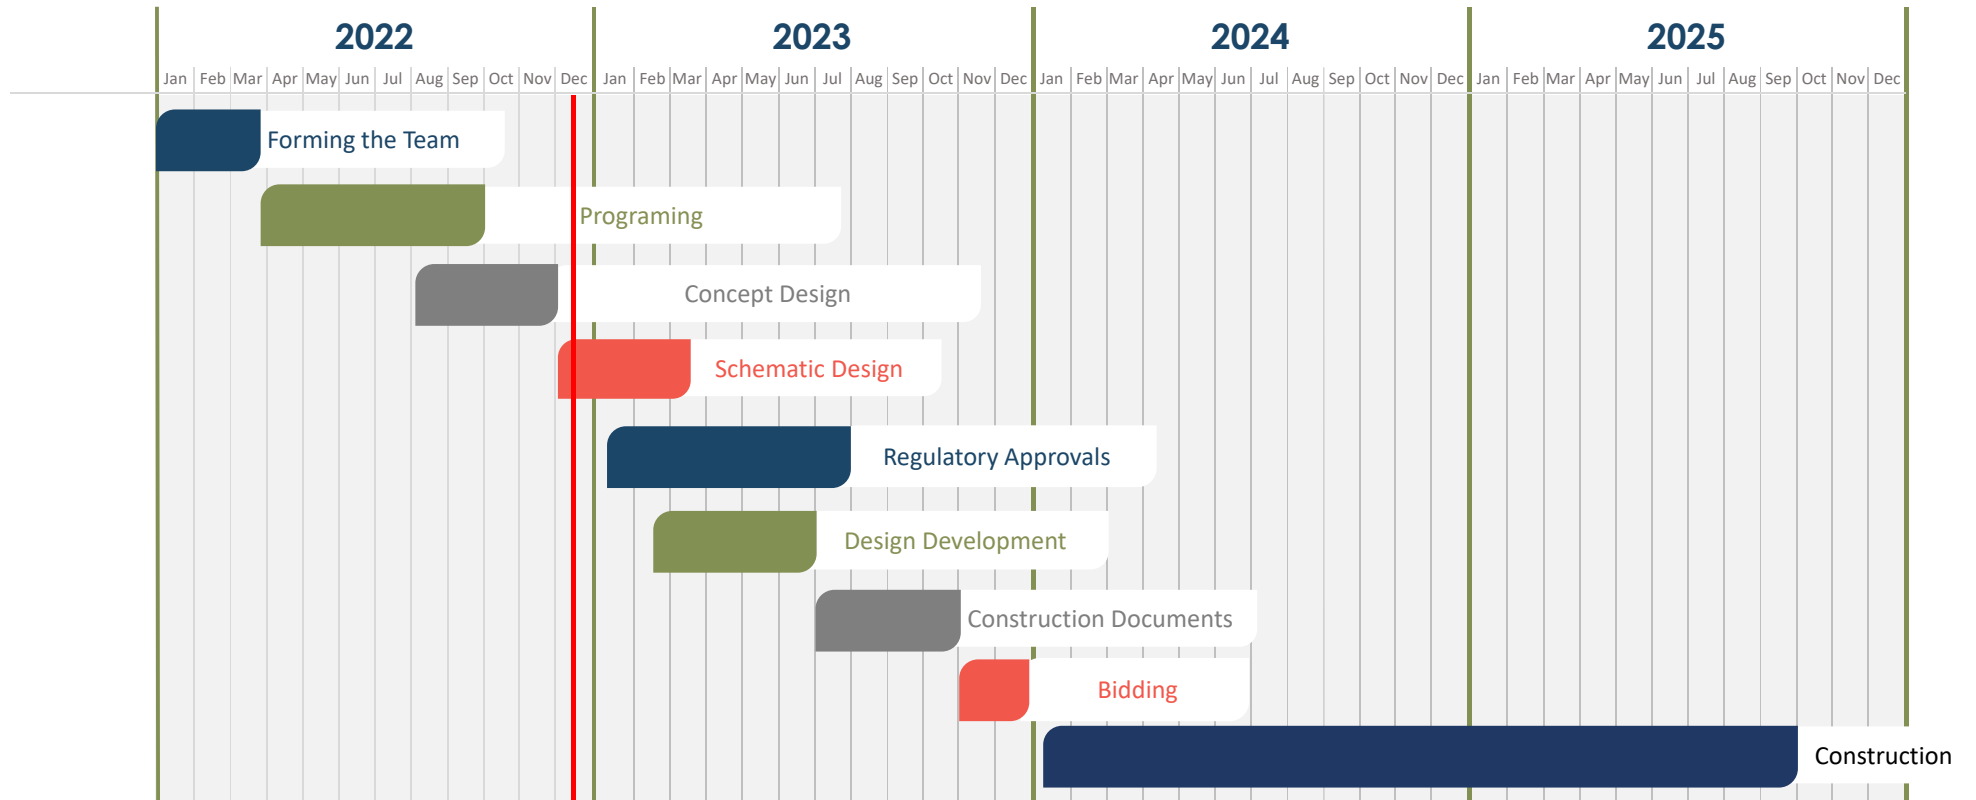 2022 2023 2024 2025
Jan Feb Mar Apr May Jun Jul Aug Sep Oct Nov Dec Jan Feb Mar Apr May Jun Jul Aug Sep Oct Nov Dec Jan Feb Mar Apr May Jun Jul Aug Sep Oct Nov Dec Jan Feb Mar Apr May Jun Jul Aug Sep Oct Nov Dec
Forming the Team
Programing
Concept Design
Schematic Design
Regulatory Approvals
Design Development
Construction Documents
Bidding
Construction